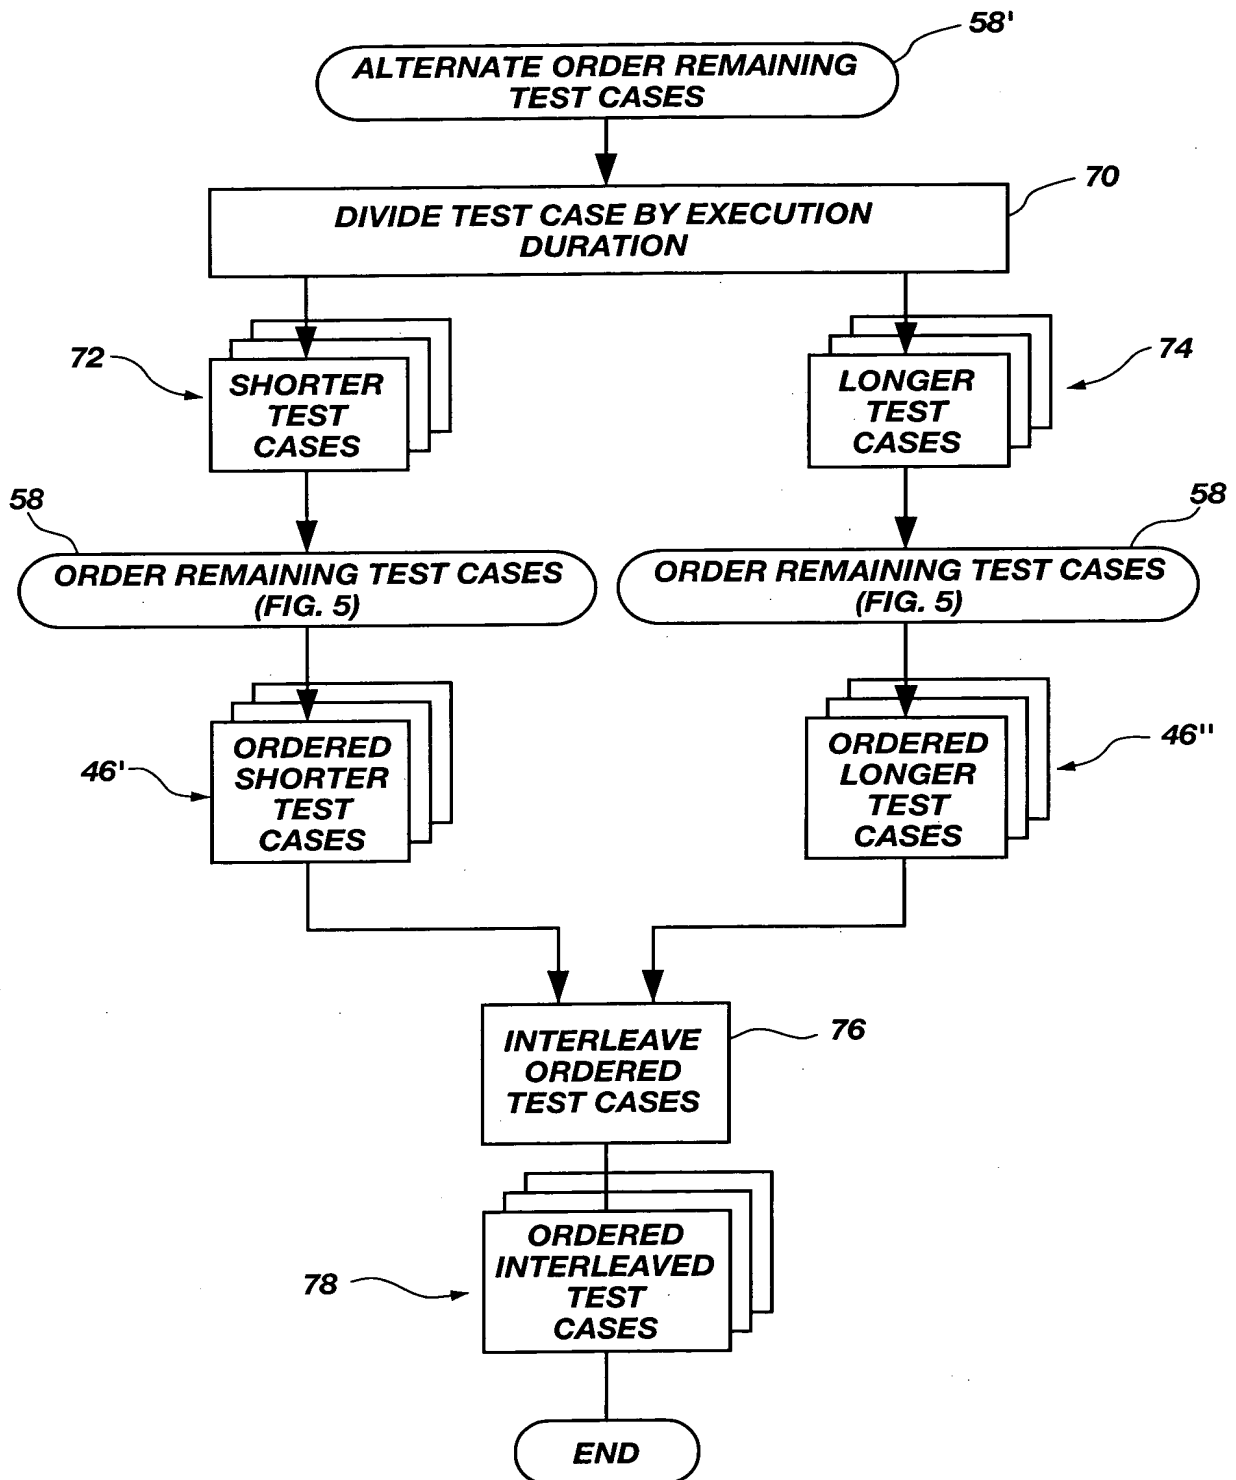 58'
ALTERNATE ORDER REMAINING
TEST CASES
70
DIVIDE TEST CASE BY EXECUTION
DURATION
72
SHORTER
TEST
CASES
74
LONGER
TEST
CASES
58
ORDER REMAINING TEST CASES
(FIG. 5)
58
ORDER REMAINING TEST CASES
(FIG. 5)
46'
ORDERED
SHORTER
TEST
CASES
46"
ORDERED
LONGER
TEST
CASES
76
INTERLEAVE
ORDERED
TEST CASES
78
ORDERED
INTERLEAVED
TEST
CASES
END